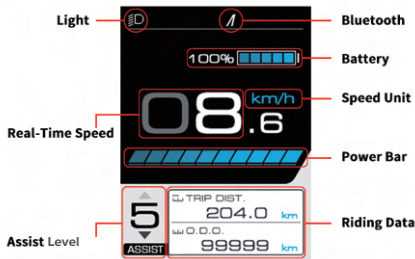 Light
Bluetooth
100%
Battery
km/h
Speed Unit
08.6
Real-Time Speed
Power Bar
TRIP DIST.
204.0 km
5
Riding Data
O.D.O.
99999 km
Assist Level
ASSIST